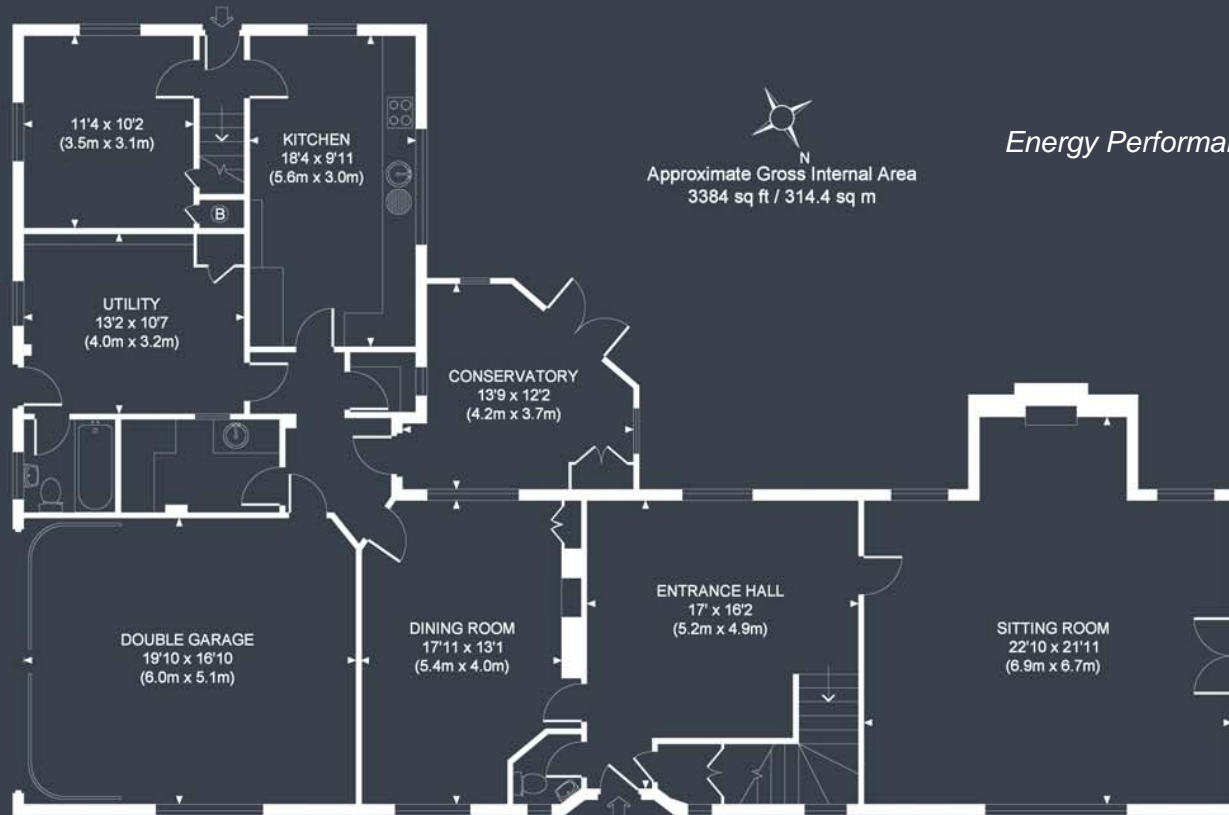 11'4 x 10'2
(3.5m x 3.1m)
KITCHEN
18'4 x 9'11
(5.6m x 3.0m)
B
N
Approximate Gross Internal Area
3384 sq ft / 314.4 sq m
Energy Performa
UTILITY
13'2 x 10'7
(4.0m x 3.2m)
CONSERVATORY
13'9 x 12'2
(4.2m x 3.7m)
DOUBLE GARAGE
19'10 x 16'10
(6.0m x 5.1m)
DINING ROOM
17'11 x 13'1
(5.4m x 4.0m)
ENTRANCE HALL
17' x 16'2
(5.2m x 4.9m)
SITTING ROOM
22'10 x 21'11
(6.9m x 6.7m)